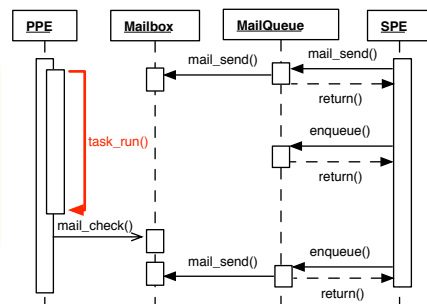 PPE Mailbox MailQueue SPE
mail_send() mail_send()
return()
enqueue()
task_run()
return()
mail_check()
enqueue()
mail_send()
return()